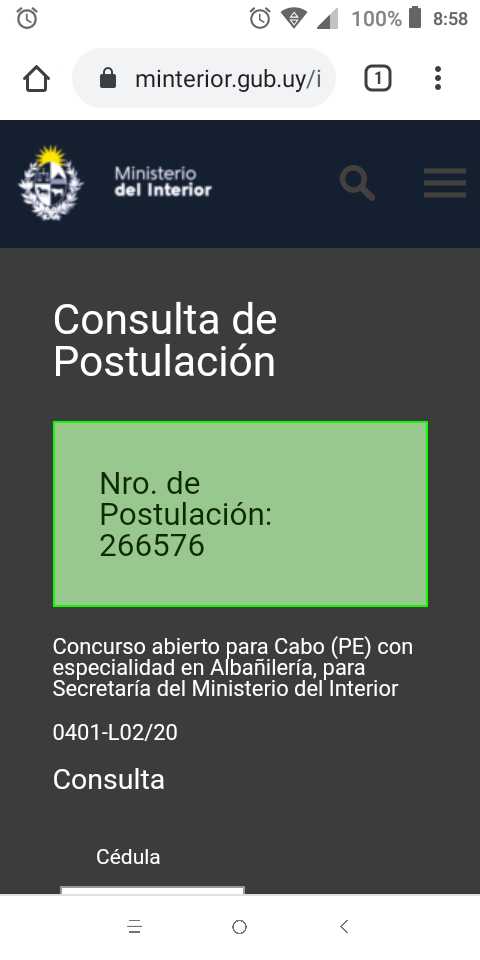 100% 8:58
minterior.gub.uy/i
1
Ministerio
del Interior
Consulta de
Postulación
Nro. de
Postulación:
266576
Concurso abierto para Cabo (PE) con
especialidad en Albañilería, para
Secretaría del Ministerio del Interior
0401-L02/20
Consulta
Cédula